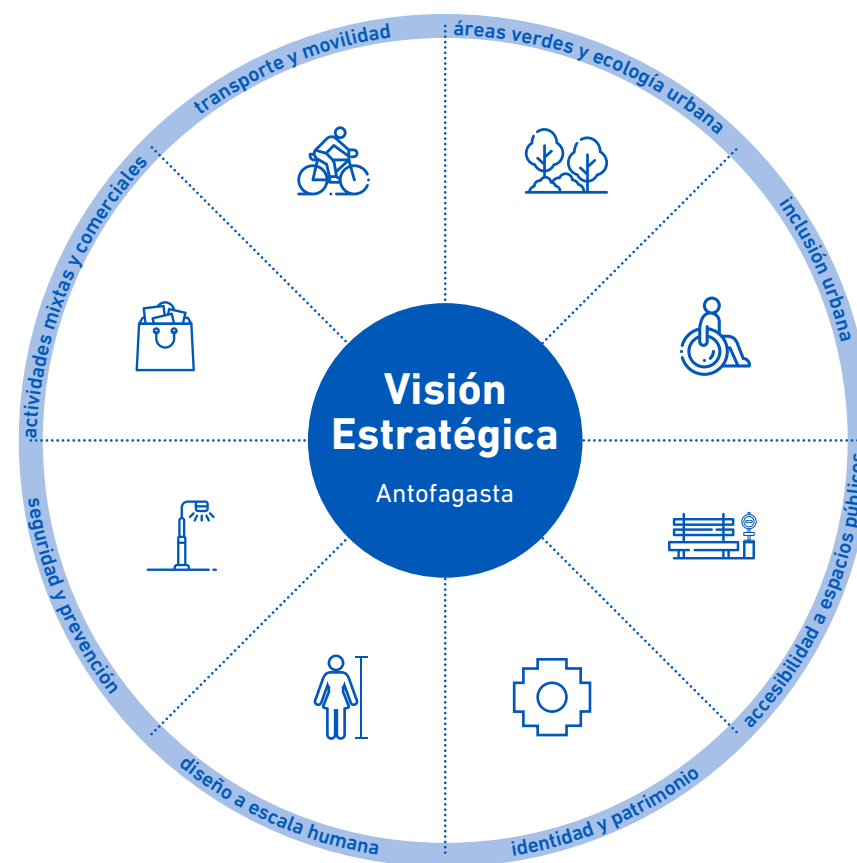 transporte y movilidad
áreas verdes y ecología urbana
inclusión urbana
accesibilidad a espacios públicos
identidad y patrimonio
diseño a escala humana
seguridad y prevención
actividades mixtas y comerciales
Visión
Estratégica
Antofagasta